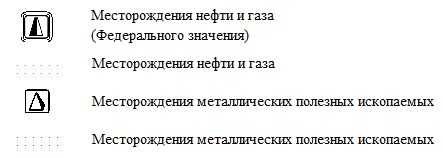 Месторождения нефти и газа
(Федерального значения)
Месторождения нефти и газа
Месторождения металлических полезных ископаемых
Месторождения металлических полезных ископаемых